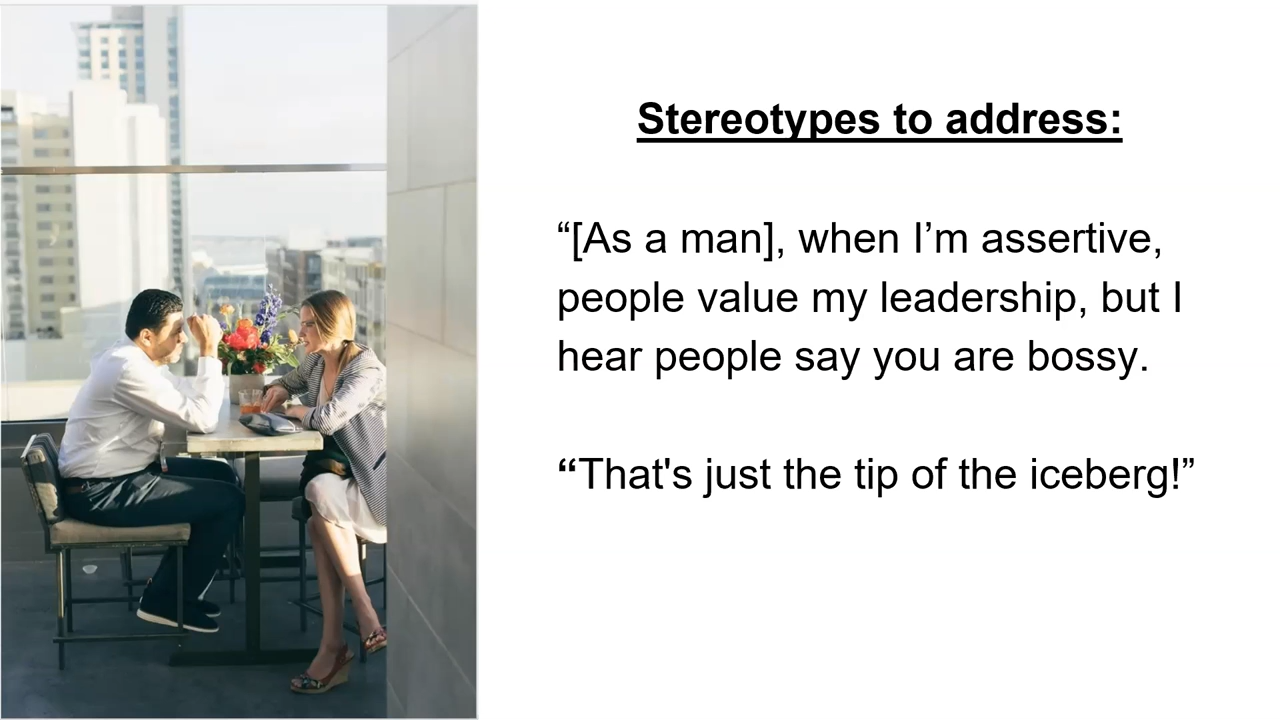 Stereotypes to address:
“[As a man], when I’m assertive,
people value my leadership, but I
hear people say you are bossy.
“That's just the tip of the iceberg!”